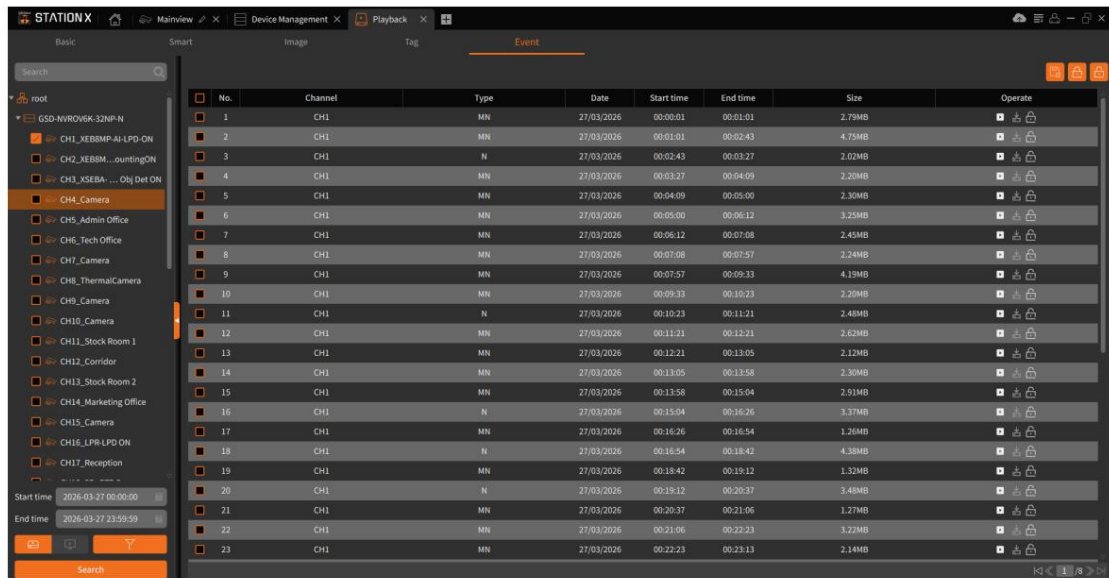 STATIONX Mainview Device Management Playback
Basic Smart Image Tag Event
Search
root
GSD-NVROV6K-32NP-N
CH1_XEB8MP-AI-LPD-ON
CH2_XEB8M...ountingON
CH3_XSEBA- ... Obj Det ON
CH4_Camera
CH5_Admin Office
CH6_Tech Office
CH7_Camera
CH8_ThermalCamera
CH9_Camera
CH10_Camera
CH11_Stock Room 1
CH12_Corridor
CH13_Stock Room 2
CH14_Marketing Office
CH15_Camera
CH16_LPR-LPD ON
CH17_Reception
Start time 2026-03-27 00:00:00
End time 2026-03-27 23:59:59
Search
No. Channel Type Date Start time End time Size Operate
1 CH1 MN 27/03/2026 00:00:01 00:01:01 2.79MB
2 CH1 MN 27/03/2026 00:01:01 00:02:43 4.75MB
3 CH1 N 27/03/2026 00:02:43 00:03:27 2.02MB
4 CH1 MN 27/03/2026 00:03:27 00:04:09 2.20MB
5 CH1 MN 27/03/2026 00:04:09 00:05:00 2.30MB
6 CH1 MN 27/03/2026 00:05:00 00:06:12 3.25MB
7 CH1 MN 27/03/2026 00:06:12 00:07:08 2.45MB
8 CH1 MN 27/03/2026 00:07:08 00:07:57 2.24MB
9 CH1 MN 27/03/2026 00:07:57 00:09:33 4.19MB
10 CH1 MN 27/03/2026 00:09:33 00:10:23 2.20MB
11 CH1 N 27/03/2026 00:10:23 00:11:21 2.48MB
12 CH1 MN 27/03/2026 00:11:21 00:12:21 2.62MB
13 CH1 MN 27/03/2026 00:12:21 00:13:05 2.12MB
14 CH1 MN 27/03/2026 00:13:05 00:13:58 2.30MB
15 CH1 MN 27/03/2026 00:13:58 00:15:04 2.91MB
16 CH1 N 27/03/2026 00:15:04 00:16:26 3.37MB
17 CH1 MN 27/03/2026 00:16:26 00:16:54 1.26MB
18 CH1 N 27/03/2026 00:16:54 00:18:42 4.38MB
19 CH1 MN 27/03/2026 00:18:42 00:19:12 1.32MB
20 CH1 N 27/03/2026 00:19:12 00:20:37 3.48MB
21 CH1 MN 27/03/2026 00:20:37 00:21:06 1.27MB
22 CH1 MN 27/03/2026 00:21:06 00:22:23 3.22MB
23 CH1 MN 27/03/2026 00:22:23 00:23:13 2.14MB
1 /8